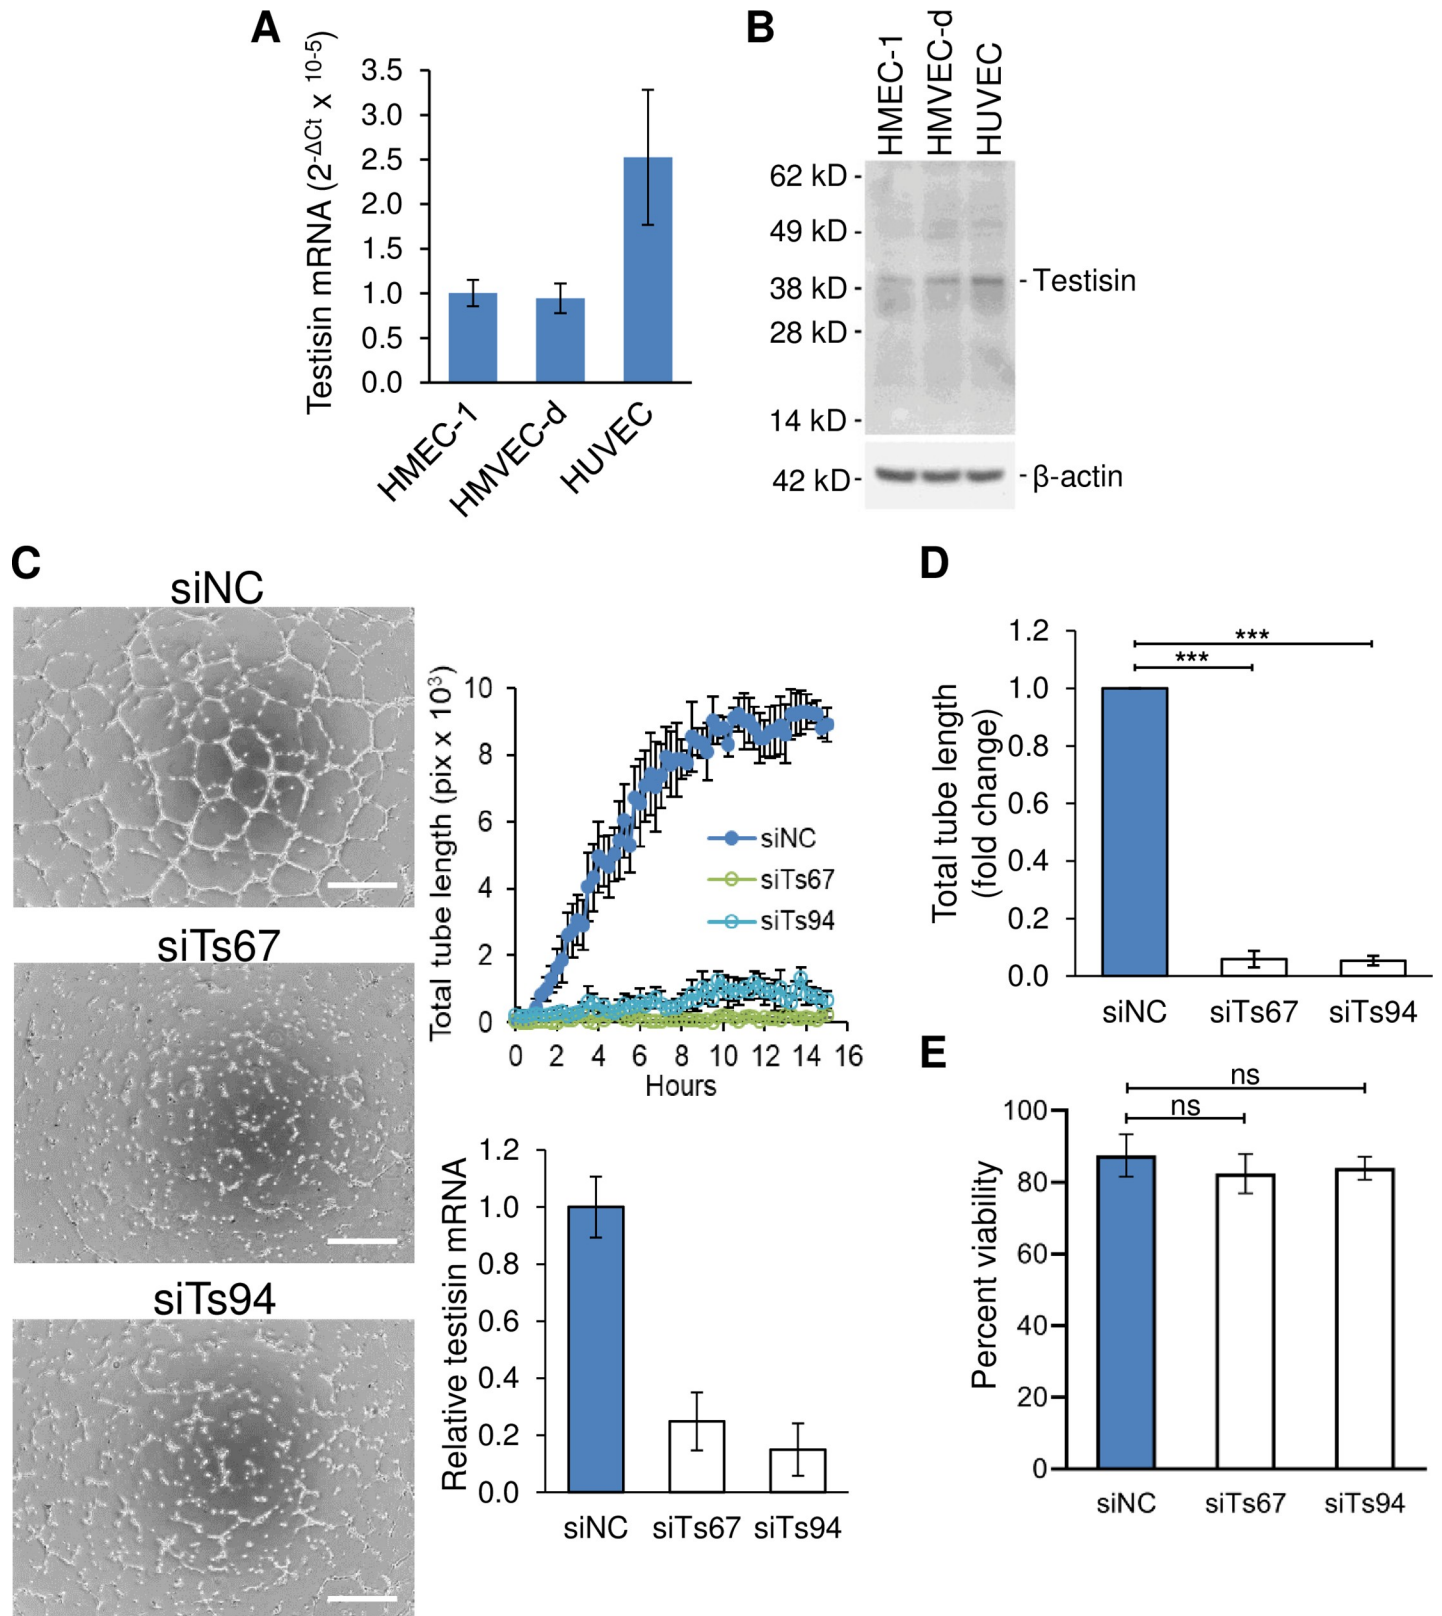 A
Testisin mRNA (2-ΔCt x 10-5)
3.5
3.0
2.5
2.0
1.5
1.0
0.5
0.0
HMEC-1
HMVEC-d
HUVEC
B
HMEC-1
HMVEC-d
HUVEC
62 kD -
49 kD -
38 kD -
28 kD -
14 kD -
42 kD -
- Testisin
- β-actin
C
siNC
siTs67
siTs94
Total tube length (pix x 10³)
10
8
6
4
2
0
siNC
siTs67
siTs94
0 2 4 6 8 10 12 14 16
Hours
Relative testisin mRNA
1.2
1.0
0.8
0.6
0.4
0.2
0.0
siNC siTs67 siTs94
D
Total tube length
(fold change)
1.2
1.0
0.8
0.6
0.4
0.2
0.0
***
***
siNC siTs67 siTs94
E
Percent viability
100
80
60
40
20
0
ns
ns
siNC siTs67 siTs94